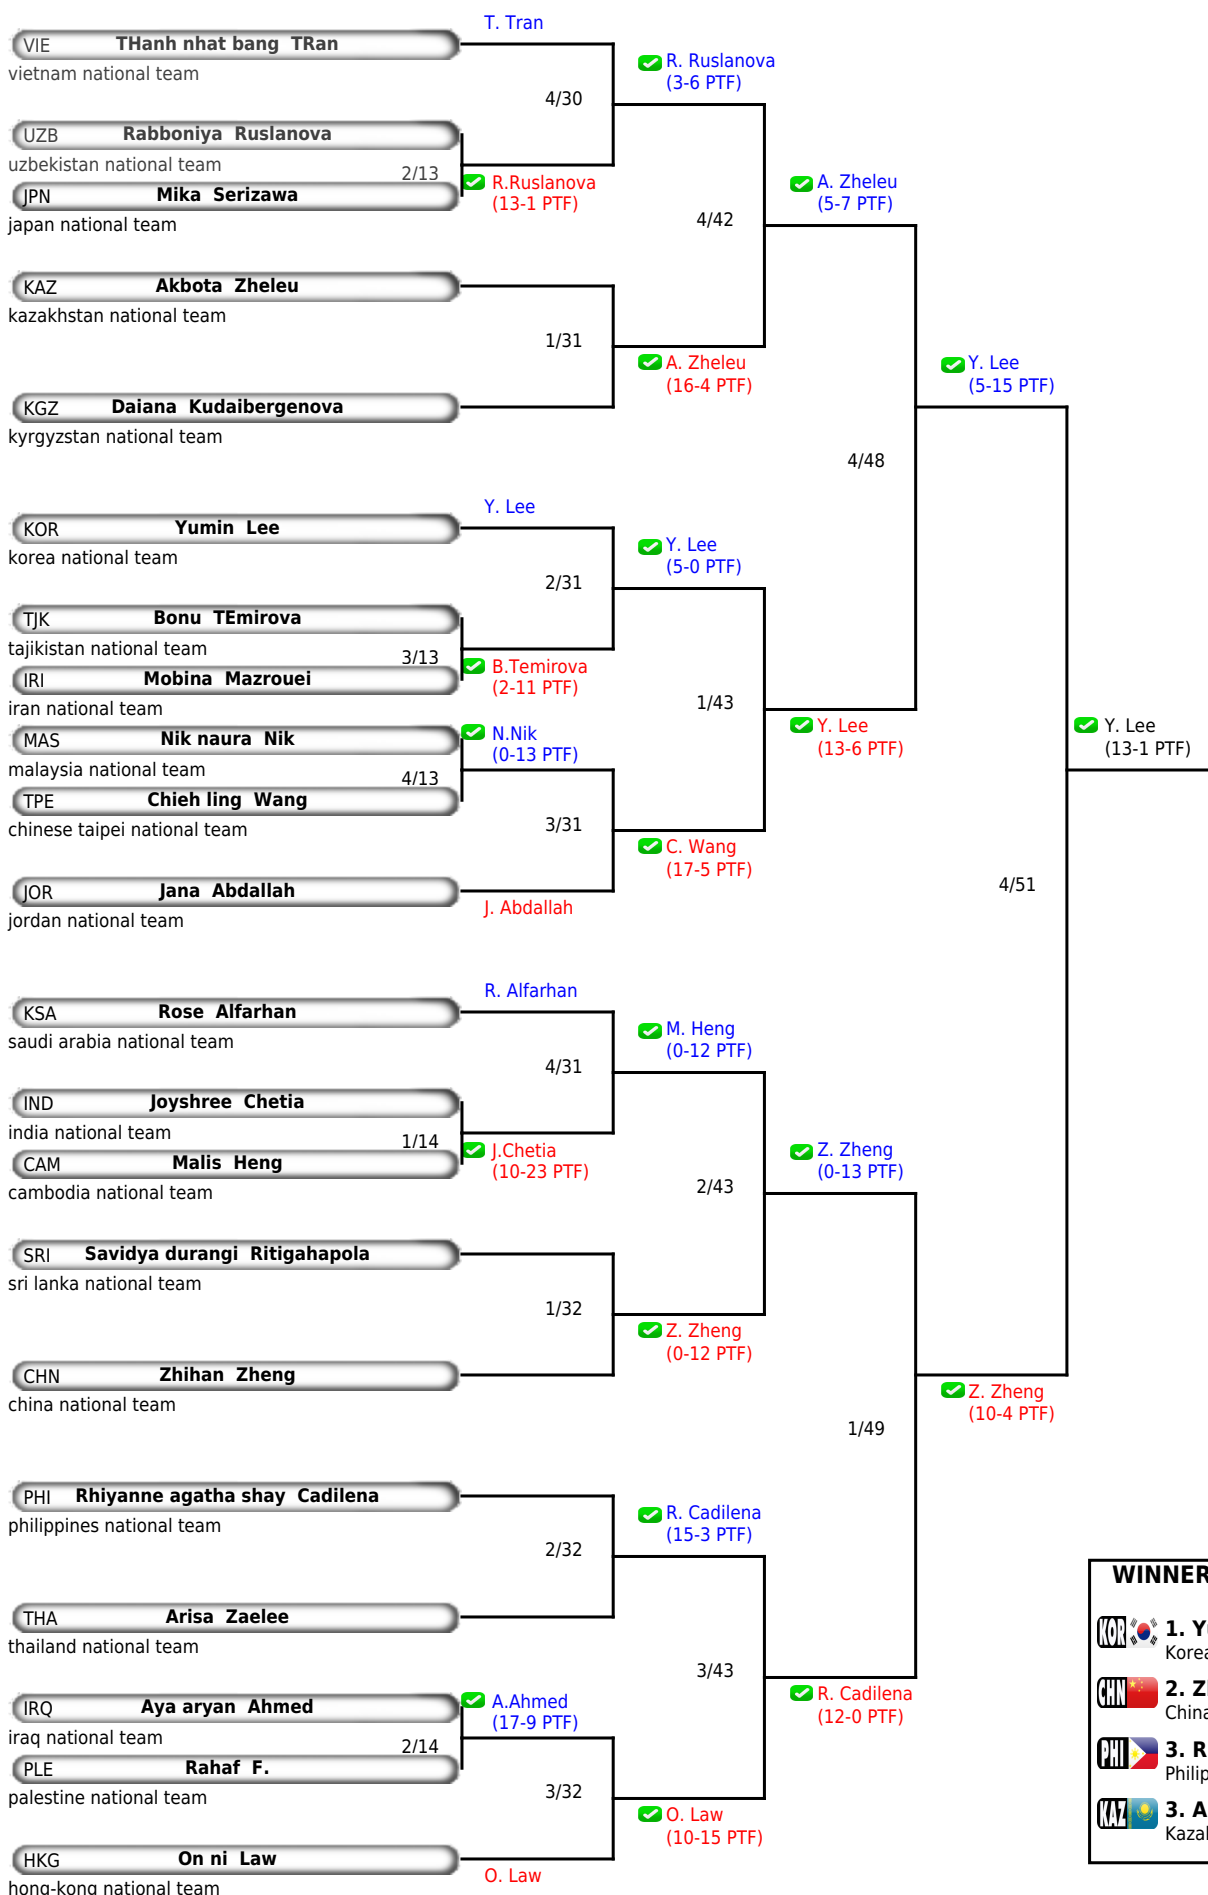 T. Tran
VIE THanh nhat bang TRan
vietnam national team
R. Ruslanova
(3-6 PTF)
4/30
UZB Rabboniya Ruslanova
uzbekistan national team
2/13
R.Ruslanova
(13-1 PTF)
JPN Mika Serizawa
japan national team
A. Zheleu
(5-7 PTF)
4/42
KAZ Akbota Zheleu
kazakhstan national team
1/31
A. Zheleu
(16-4 PTF)
Y. Lee
(5-15 PTF)
KGZ Daiana Kudaibergenova
kyrgyzstan national team
4/48
Y. Lee
KOR Yumin Lee
korea national team
Y. Lee
(5-0 PTF)
2/31
TJK Bonu TEmirova
tajikistan national team
3/13
B.Temirova
(2-11 PTF)
IRI Mobina Mazrouei
iran national team
1/43
Y. Lee
(13-6 PTF)
Y. Lee
(13-1 PTF)
MAS Nik naura Nik
malaysia national team
N.Nik
(0-13 PTF)
4/13
TPE Chieh ling Wang
chinese taipei national team
3/31
C. Wang
(17-5 PTF)
4/51
JOR Jana Abdallah
jordan national team
J. Abdallah
R. Alfarhan
KSA Rose Alfarhan
saudi arabia national team
M. Heng
(0-12 PTF)
4/31
IND Joyshree Chetia
india national team
1/14
J.Chetia
(10-23 PTF)
CAM Malis Heng
cambodia national team
Z. Zheng
(0-13 PTF)
2/43
SRI Savidya durangi Ritigahapola
sri lanka national team
1/32
Z. Zheng
(0-12 PTF)
CHN Zhihan Zheng
china national team
Z. Zheng
(10-4 PTF)
1/49
PHI Rhiyanne agatha shay Cadilena
philippines national team
R. Cadilena
(15-3 PTF)
2/32
THA Arisa Zaelee
thailand national team
3/43
R. Cadilena
(12-0 PTF)
IRQ Aya aryan Ahmed
iraq national team
A.Ahmed
(17-9 PTF)
2/14
PLE Rahaf F.
palestine national team
3/32
O. Law
(10-15 PTF)
HKG On ni Law
hong-kong national team
O. Law
WINNER
KOR 1. Y
Korea
CHN 2. Z
China
PHI 3. R
Philip
KAZ 3. A
Kazal